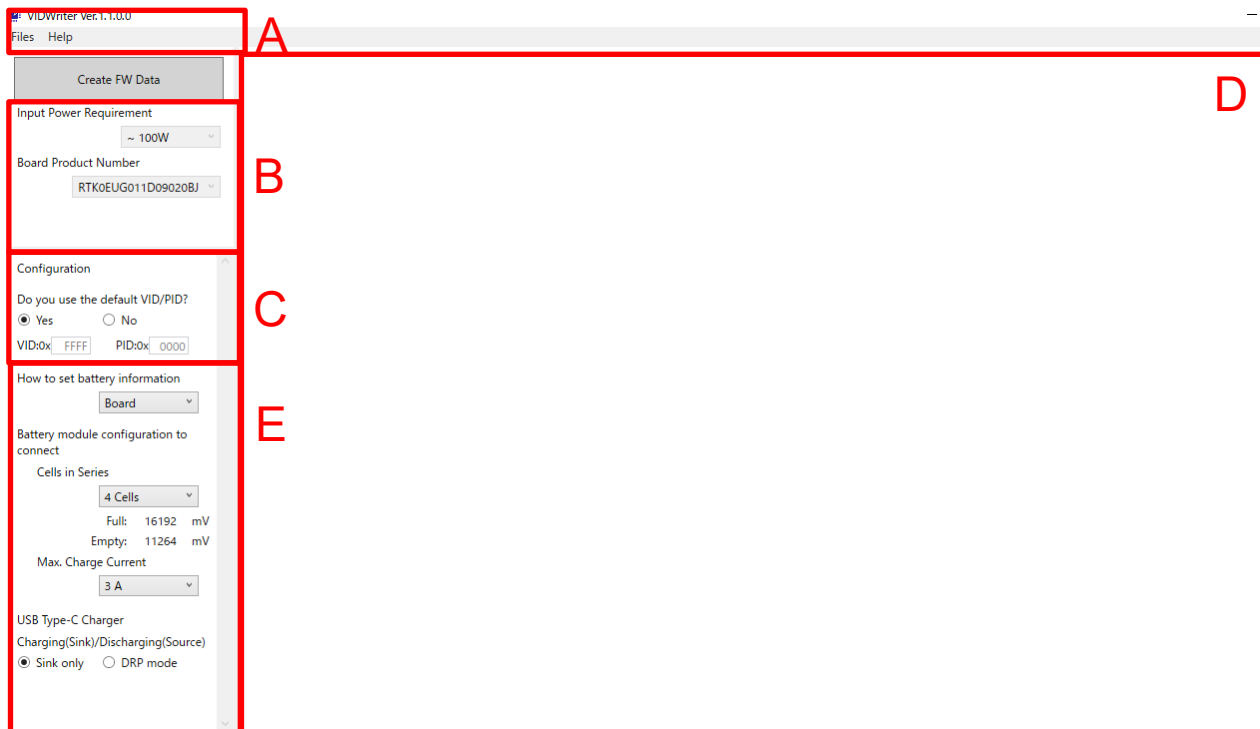 VIDWriter Ver.1.1.0.0
Files Help
A
Create FW Data
D
Input Power Requirement
~ 100W
Board Product Number
RTK0EUG011D09020BJ
B
Configuration
Do you use the default VID/PID?
Yes No
VID:0x FFFF PID:0x 0000
C
How to set battery information
Board
E
Battery module configuration to
connect
Cells in Series
4 Cells
Full: 16192 mV
Empty: 11264 mV
Max. Charge Current
3 A
USB Type-C Charger
Charging(Sink)/Discharging(Source)
Sink only DRP mode